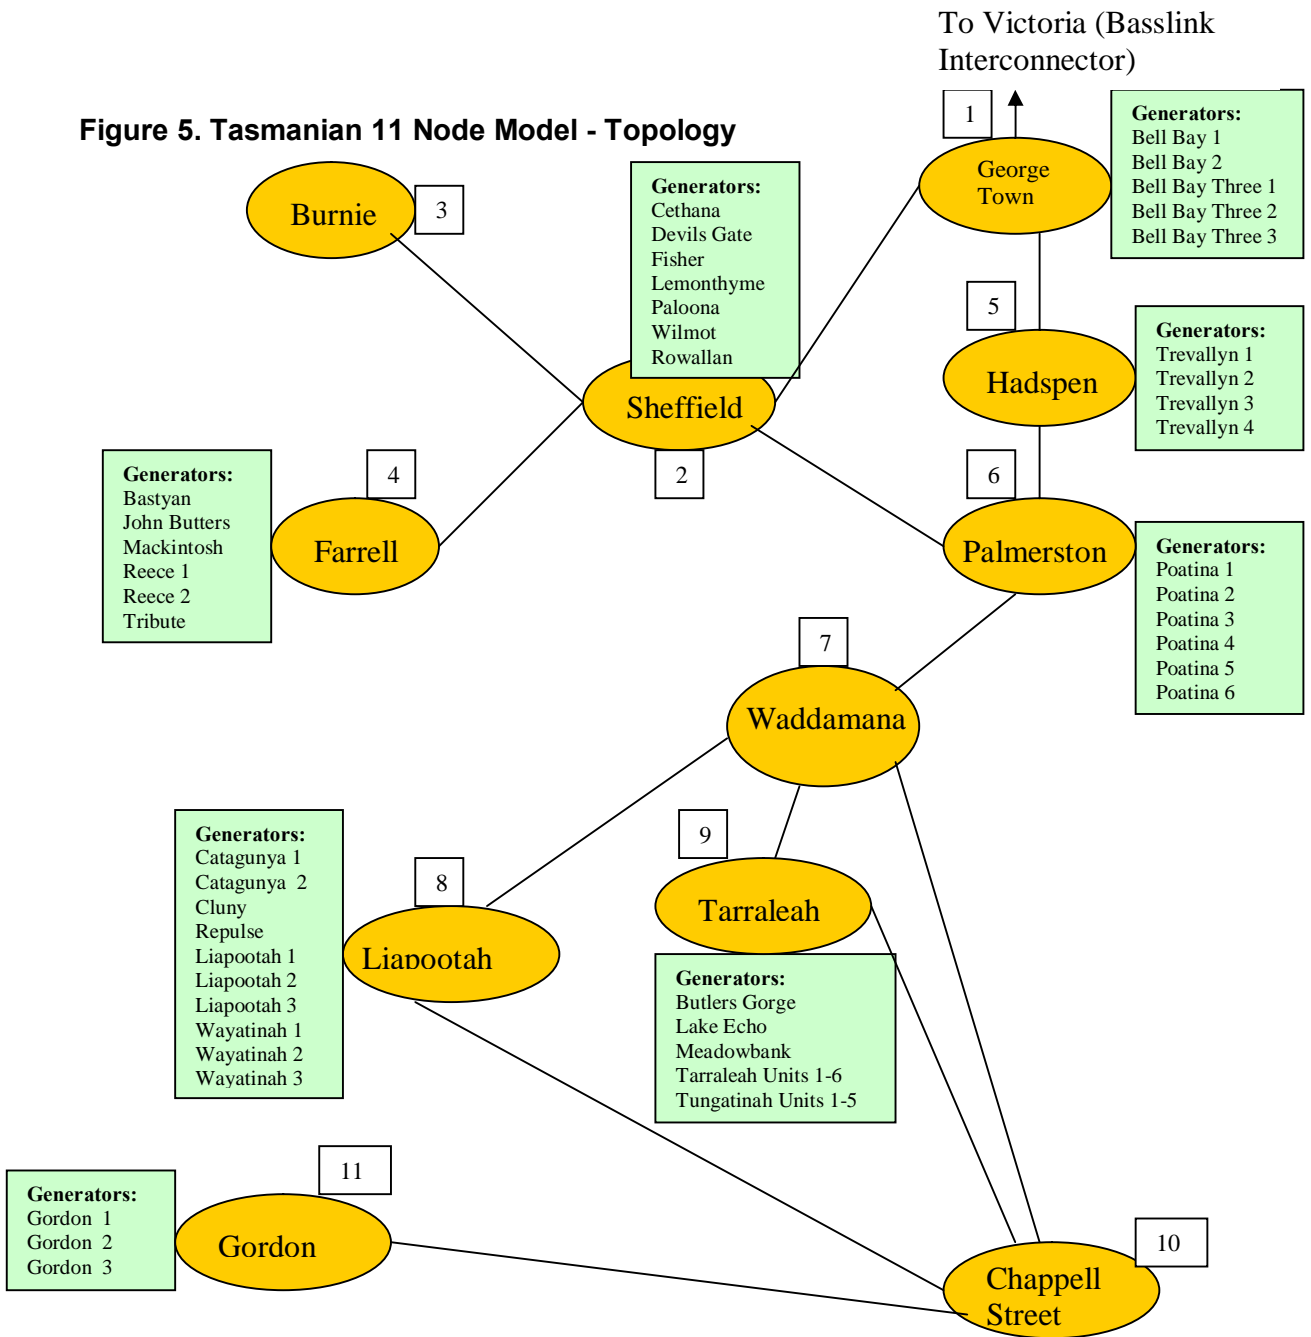 To Victoria (Basslink
Interconnector)
Figure 5. Tasmanian 11 Node Model - Topology
1
George
Town
Generators:
Bell Bay 1
Bell Bay 2
Bell Bay Three 1
Bell Bay Three 2
Bell Bay Three 3
Burnie
3
Generators:
Cethana
Devils Gate
Fisher
Lemonthyme
Paloona
Wilmot
Rowallan
Sheffield
2
5
Hadspen
Generators:
Trevallyn 1
Trevallyn 2
Trevallyn 3
Trevallyn 4
4
Farrell
Generators:
Bastyan
John Butters
Mackintosh
Reece 1
Reece 2
Tribute
6
Palmerston
Generators:
Poatina 1
Poatina 2
Poatina 3
Poatina 4
Poatina 5
Poatina 6
7
Waddamana
Generators:
Catagunya 1
Catagunya 2
Cluny
Repulse
Liapootah 1
Liapootah 2
Liapootah 3
Wayatinah 1
Wayatinah 2
Wayatinah 3
8
Liapootah
9
Tarraleah
Generators:
Butlers Gorge
Lake Echo
Meadowbank
Tarraleah Units 1-6
Tungatinah Units 1-5
11
Generators:
Gordon 1
Gordon 2
Gordon 3
Gordon
10
Chappell
Street